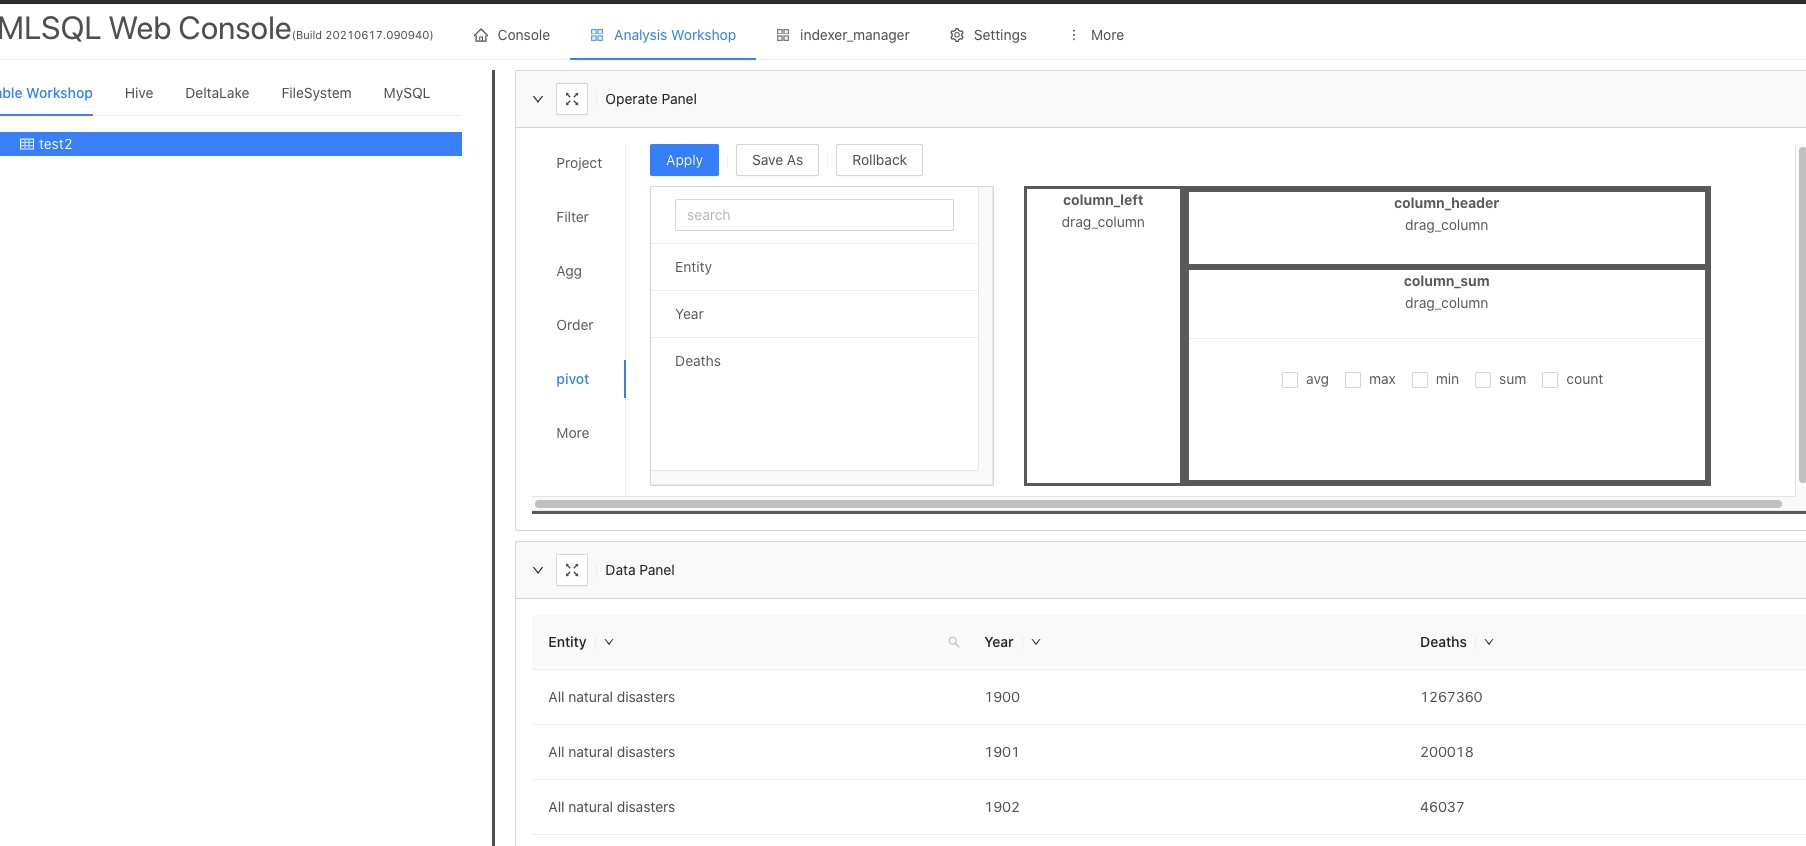 MLSQL Web Console(Build 20210617.090940)
Console
Analysis Workshop
indexer_manager
Settings
More
able Workshop
Hive
DeltaLake
FileSystem
MySQL
test2
Operate Panel
Project
Filter
Agg
Order
pivot
More
Apply
Save As
Rollback
search
Entity
Year
Deaths
column_left
drag_column
column_header
drag_column
column_sum
drag_column
avg max min sum count
Data Panel
Entity Year Deaths
All natural disasters 1900 1267360
All natural disasters 1901 200018
All natural disasters 1902 46037